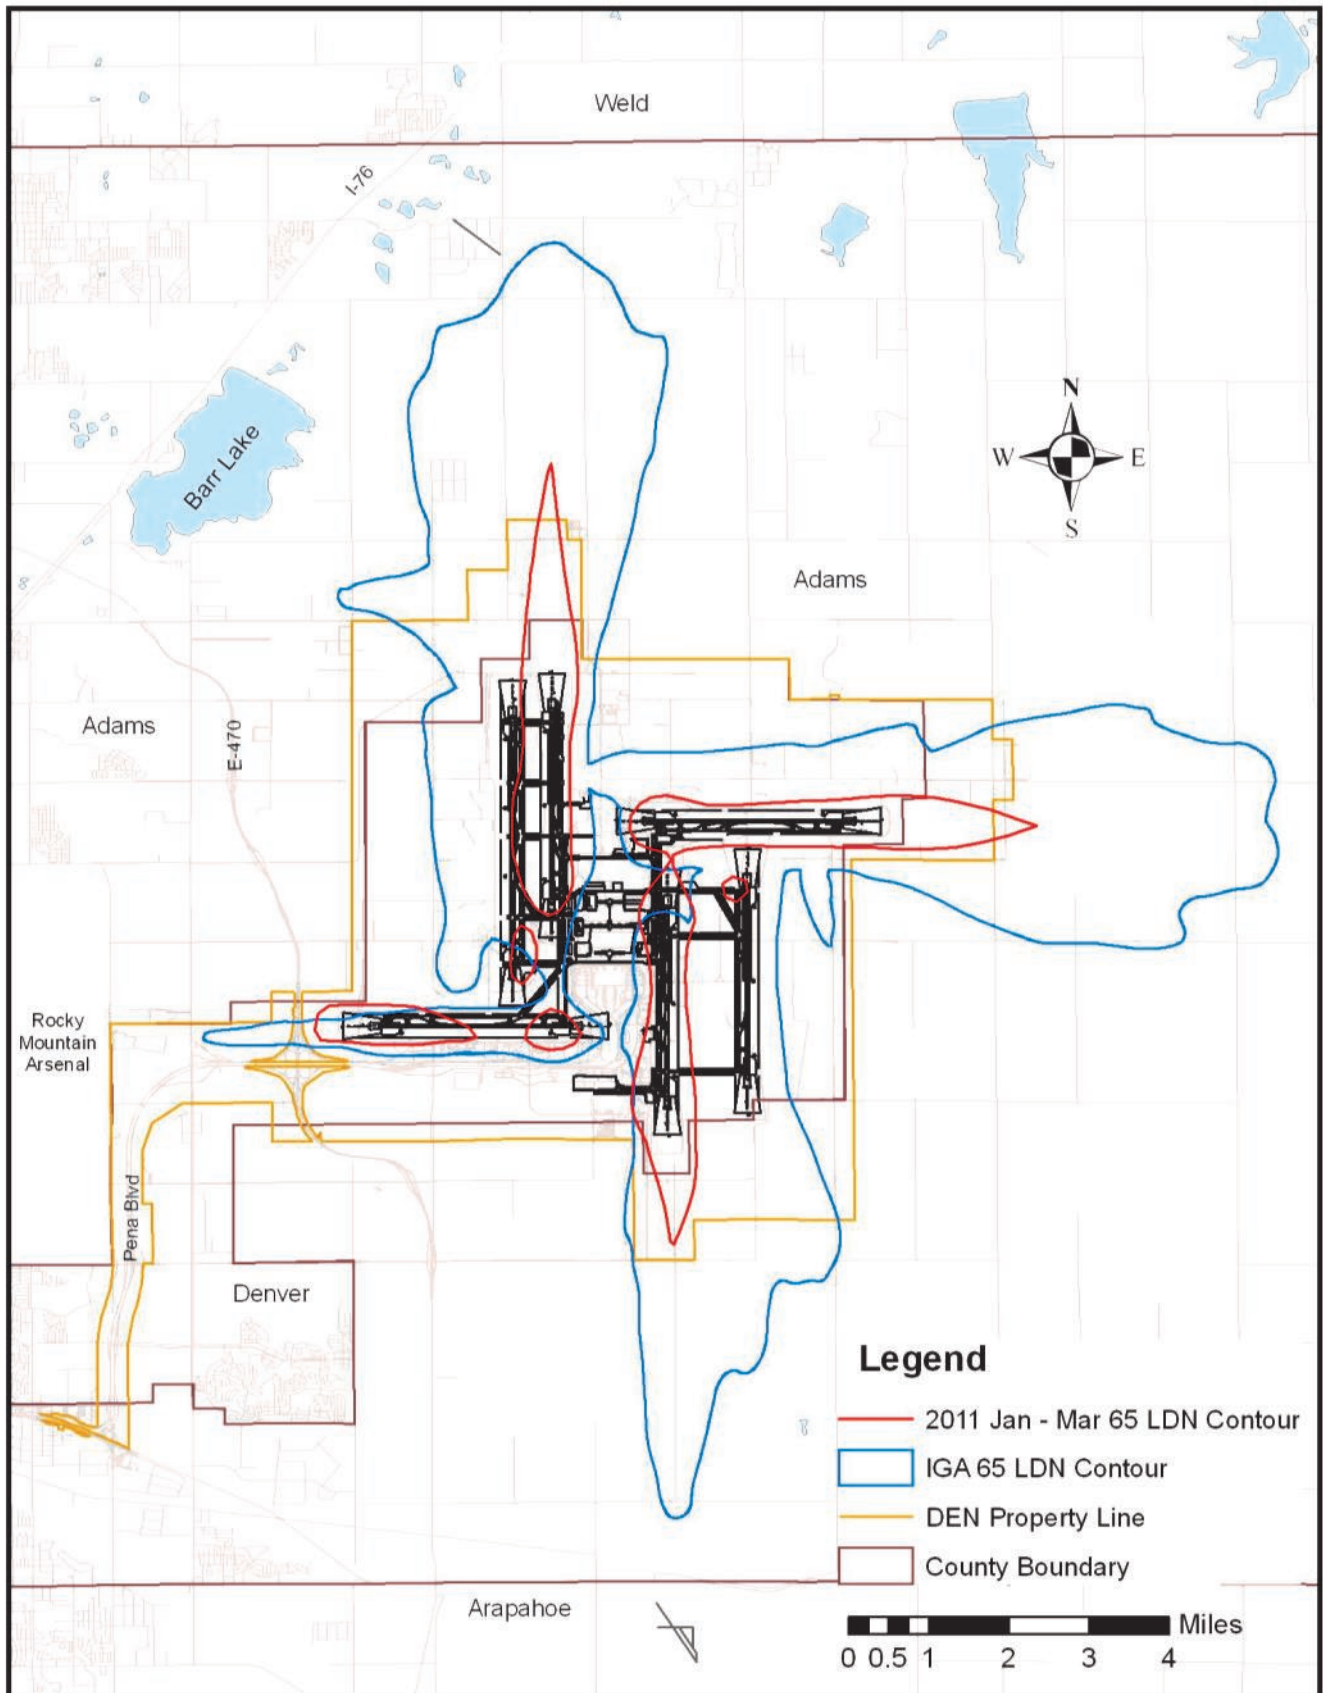 Weld
I-76
Barr Lake
N
W
E
S
Adams
Adams
E-470
Rocky
Mountain
Arsenal
Pena Blvd
Denver
Legend
2011 Jan - Mar 65 LDN Contour
IGA 65 LDN Contour
DEN Property Line
County Boundary
Arapahoe
Miles
0 0.5 1 2 3 4